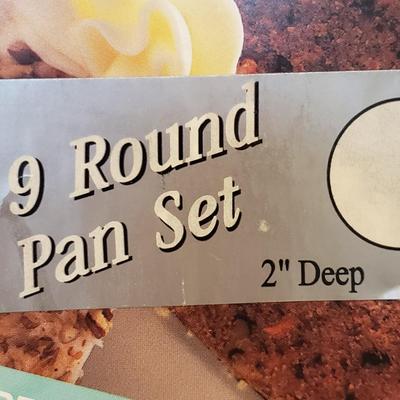 9 Round
Pan Set
2" Deep